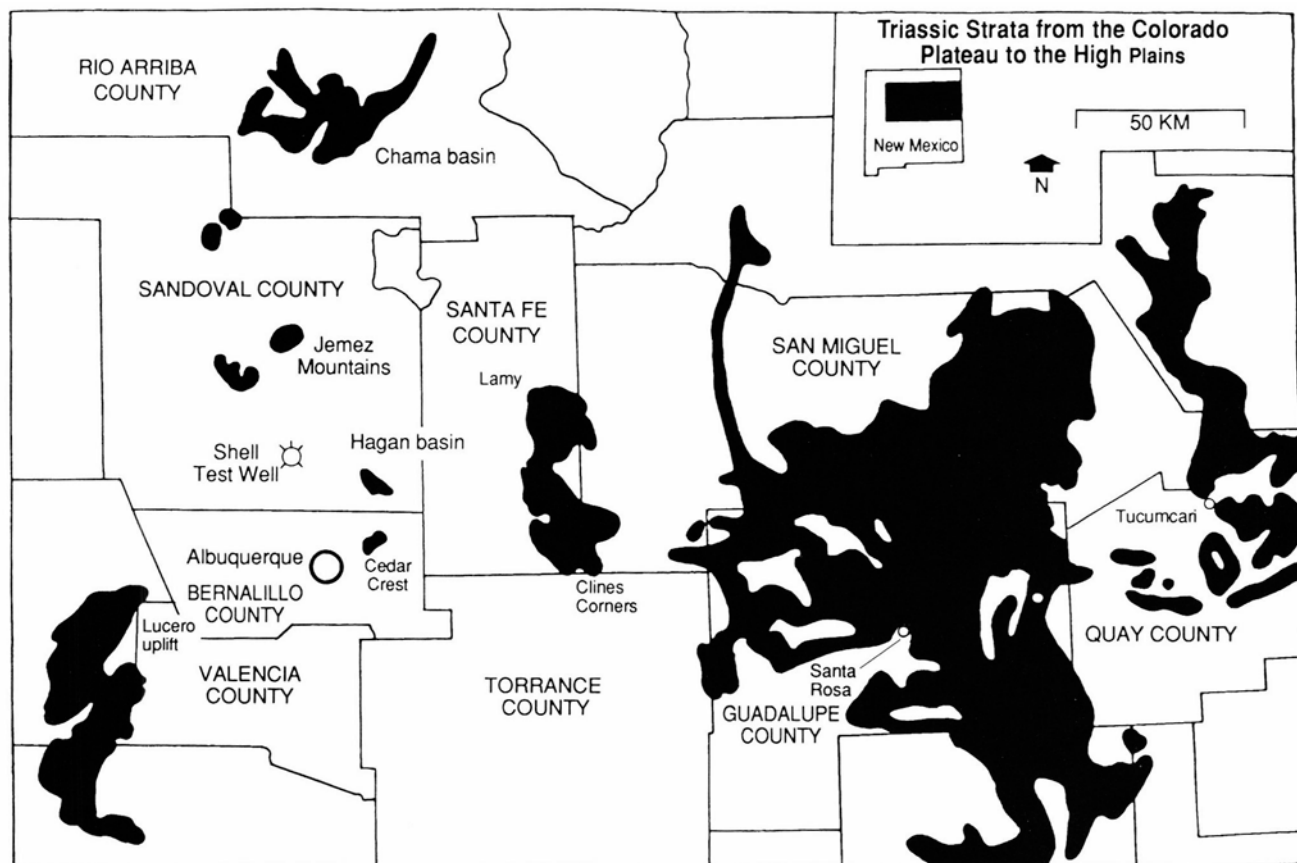 Triassic Strata from the Colorado
Plateau to the High Plains
New Mexico
50 KM
N
RIO ARRIBA
COUNTY
Chama basin
SANDOVAL COUNTY
SANTA FE
COUNTY
Jemez
Mountains
Lamy
SAN MIGUEL
COUNTY
Hagan basin
Shell
Test Well
Tucumcari
Albuquerque
Cedar
Crest
BERNALILLO
COUNTY
Clines
Corners
Lucero
uplift
QUAY COUNTY
VALENCIA
COUNTY
TORRANCE
COUNTY
Santa
Rosa
GUADALUPE
COUNTY